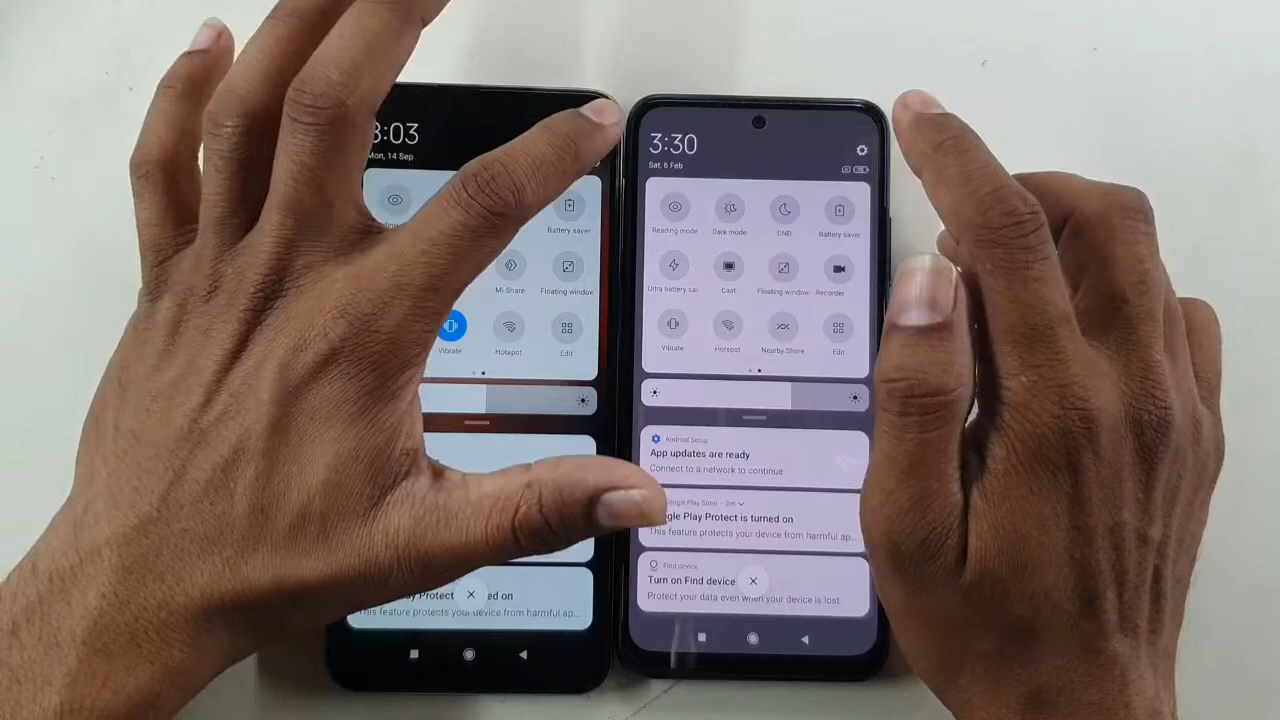 8:03
Mon, 14 Sep
Battery saver
Mi Share
Floating window
Vibrate
Hotspot
Edit
ed on
This feature protects your device from harmful ap...
3:30
Sat, 6 Feb
Reading mode
Dark mode
DND
Battery saver
Ultra battery sav
Cast
Floating window
Recorder
Vibrate
Hotspot
Nearby Share
Edit
Android Setup
App updates are ready
Connect to a network to continue
Google Play Store • 2m
ogle Play Protect is turned on
This feature protects your device from harmful ap...
Find device
Turn on Find device
Protect your data even when your device is lost